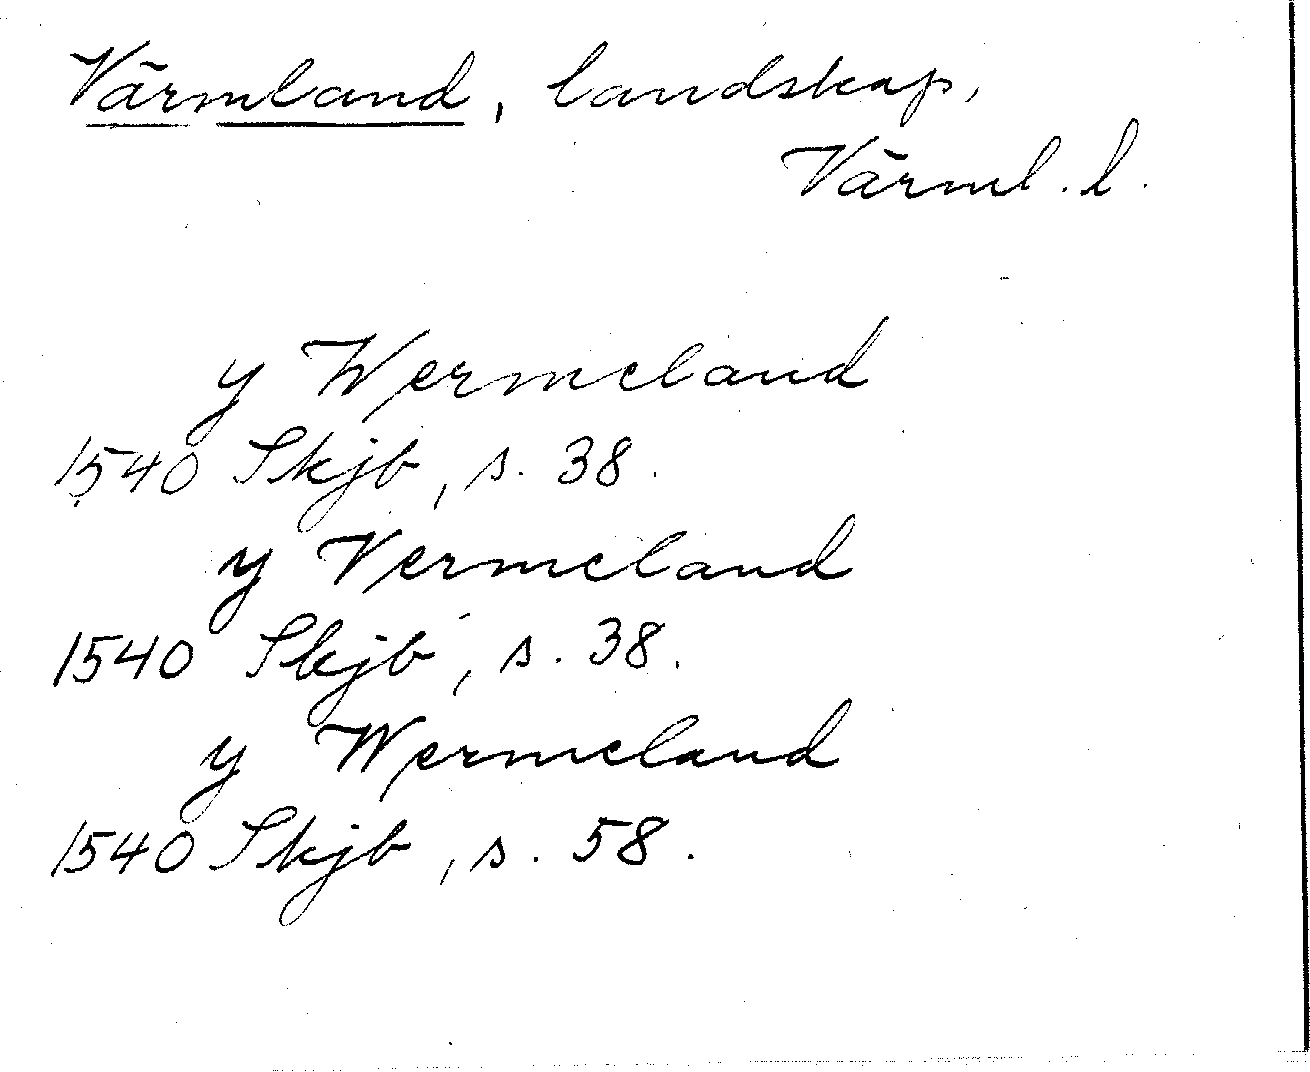 Värmland, landskap,
Värml. l.
y Wermeland
1540 Skjb, s. 38.
y Vermeland
1540 Skjb, s. 38.
y Wermeland
1540 Skjb, s. 58.